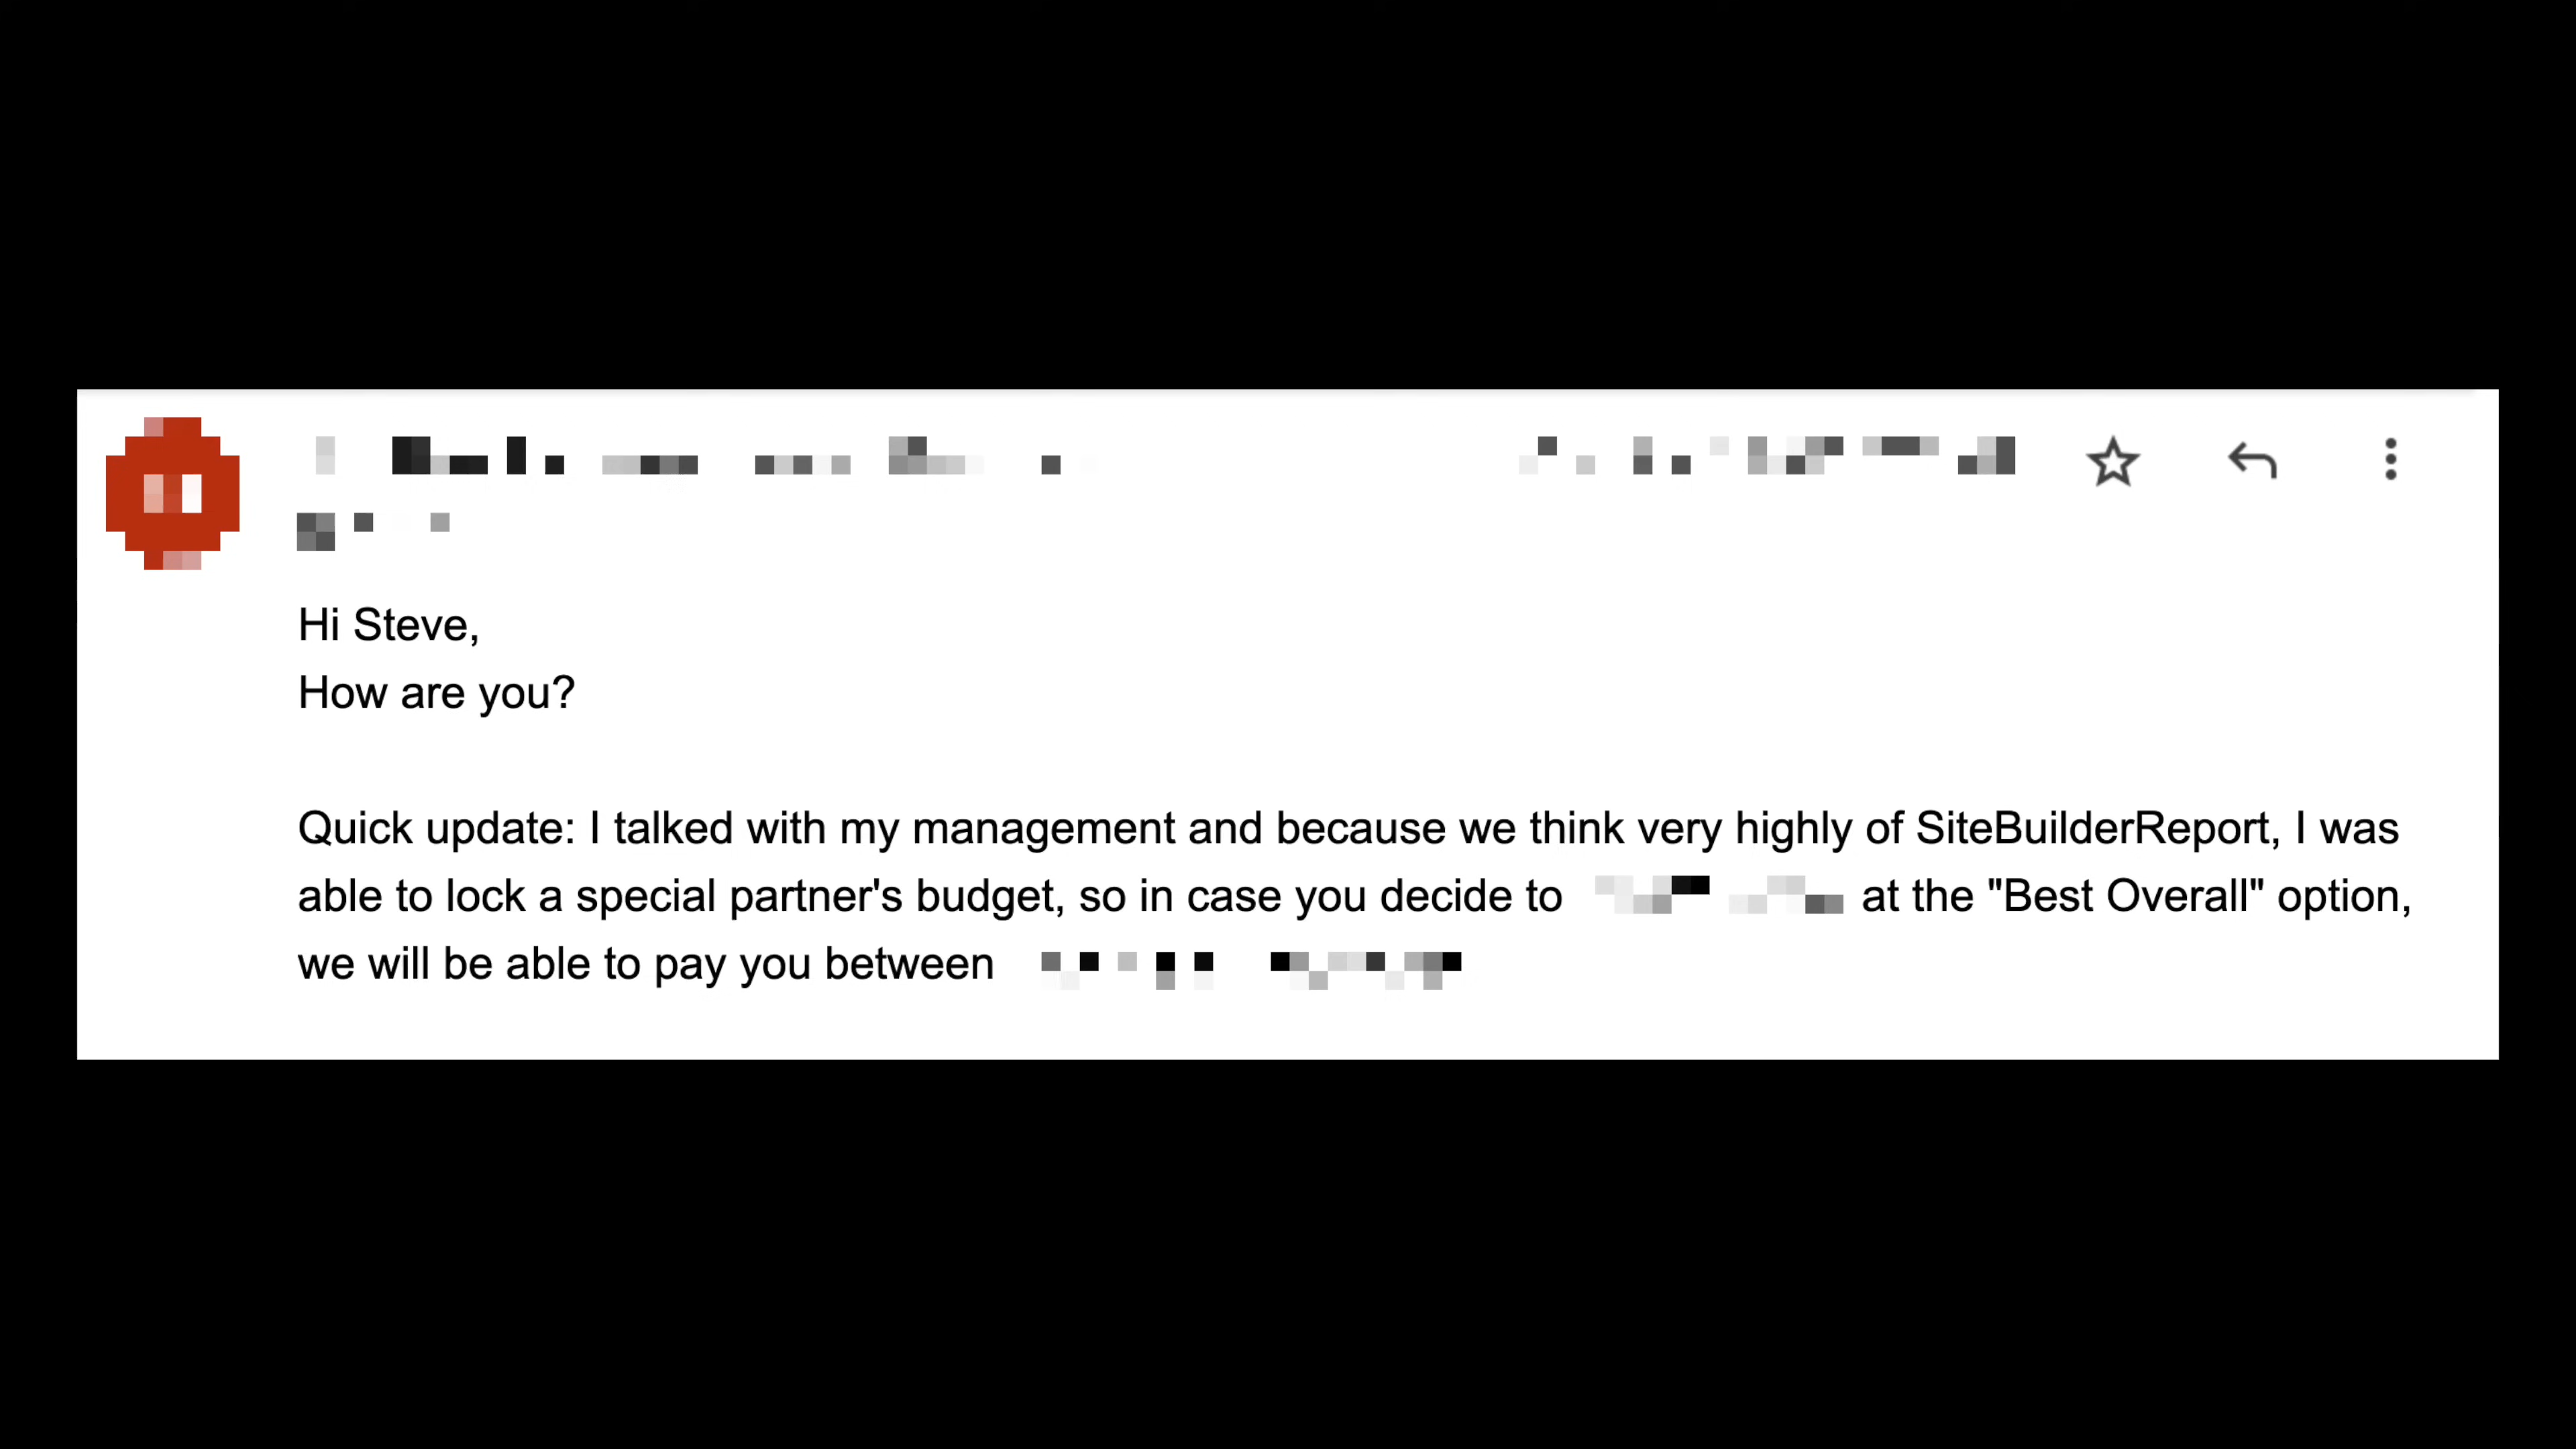 Hi Steve,
How are you?
Quick update: I talked with my management and because we think very highly of SiteBuilderReport, I was
able to lock a special partner's budget, so in case you decide to at the "Best Overall" option,
we will be able to pay you between